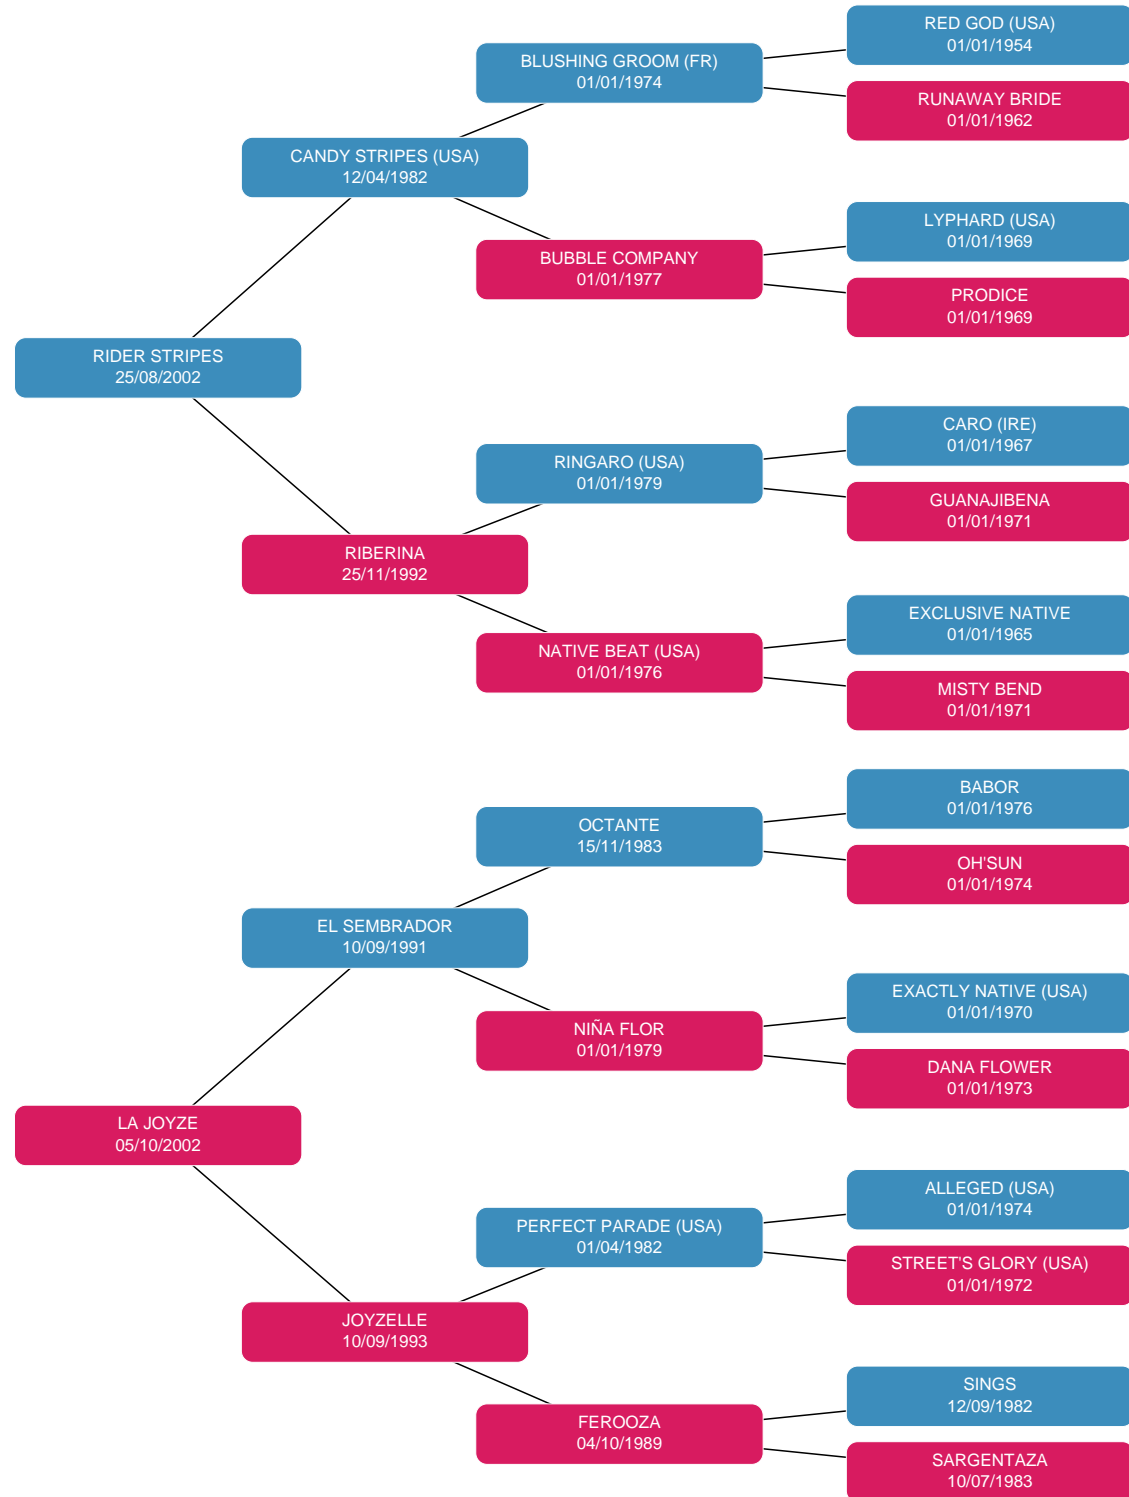 RED GOD (USA)
01/01/1954
BLUSHING GROOM (FR)
01/01/1974
RUNAWAY BRIDE
01/01/1962
CANDY STRIPES (USA)
12/04/1982
LYPHARD (USA)
01/01/1969
BUBBLE COMPANY
01/01/1977
PRODICE
01/01/1969
RIDER STRIPES
25/08/2002
CARO (IRE)
01/01/1967
RINGARO (USA)
01/01/1979
GUANAJIBENA
01/01/1971
RIBERINA
25/11/1992
EXCLUSIVE NATIVE
01/01/1965
NATIVE BEAT (USA)
01/01/1976
MISTY BEND
01/01/1971
BABOR
01/01/1976
OCTANTE
15/11/1983
OH'SUN
01/01/1974
EL SEMBRADOR
10/09/1991
EXACTLY NATIVE (USA)
01/01/1970
NIÑA FLOR
01/01/1979
DANA FLOWER
01/01/1973
LA JOYZE
05/10/2002
ALLEGED (USA)
01/01/1974
PERFECT PARADE (USA)
01/04/1982
STREET'S GLORY (USA)
01/01/1972
JOYZELLE
10/09/1993
SINGS
12/09/1982
FEROOZA
04/10/1989
SARGENTAZA
10/07/1983